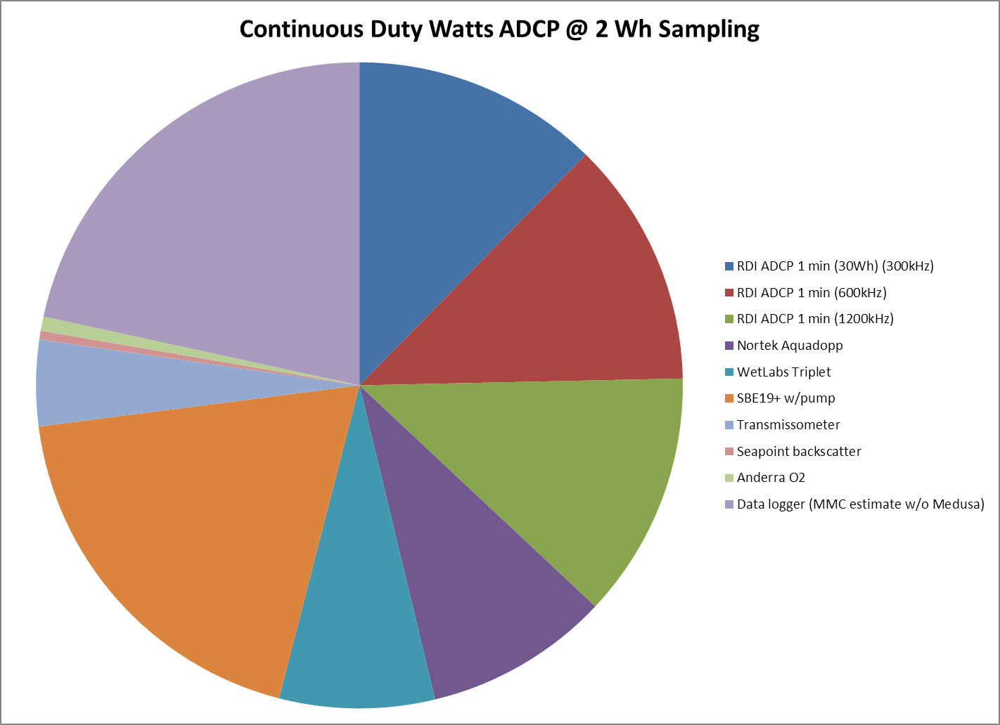 Continuous Duty Watts ADCP @ 2 Wh Sampling
RDI ADCP 1 min (30Wh) (300kHz)
RDI ADCP 1 min (600kHz)
RDI ADCP 1 min (1200kHz)
Nortek Aquadopp
WetLabs Triplet
SBE19+ w/pump
Transmissometer
Seapoint backscatter
Anderra O2
Data logger (MMC estimate w/o Medusa)